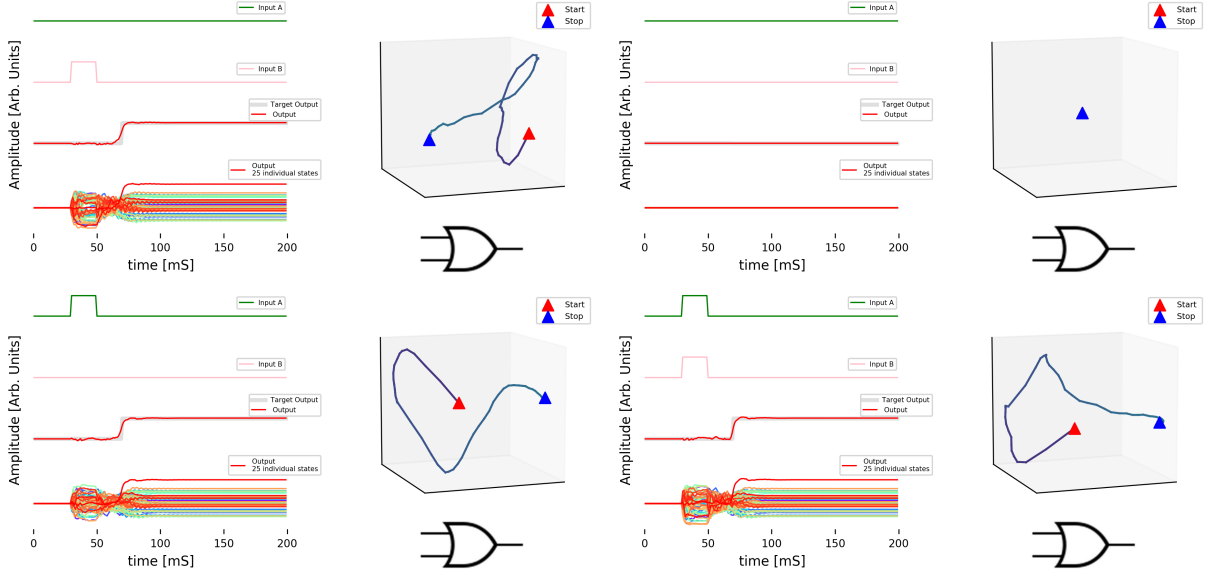 Amplitude [Arb. Units]
Input A
Input B
Target Output
Output
Output
25 individual states
0
50
100
150
200
time [mS]
Start
Stop
Amplitude [Arb. Units]
Input A
Input B
Target Output
Output
Output
25 individual states
0
50
100
150
200
time [mS]
Start
Stop
Amplitude [Arb. Units]
Input A
Input B
Target Output
Output
Output
25 individual states
0
50
100
150
200
time [mS]
Start
Stop
Amplitude [Arb. Units]
Input A
Input B
Target Output
Output
Output
25 individual states
0
50
100
150
200
time [mS]
Start
Stop